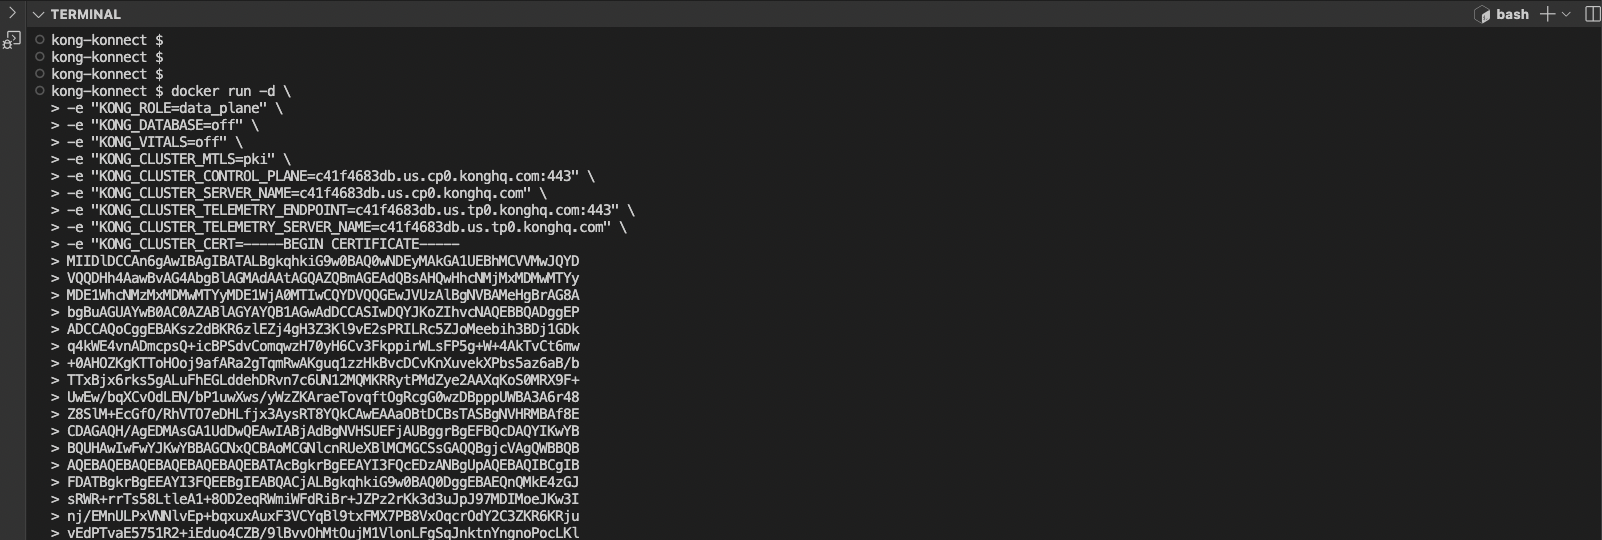 TERMINAL
bash
kong-konnect $
kong-konnect $
kong-konnect $
kong-konnect $ docker run -d \
> -e "KONG_ROLE=data_plane" \
> -e "KONG_DATABASE=off" \
> -e "KONG_VITALS=off" \
> -e "KONG_CLUSTER_MTLS=pki" \
> -e "KONG_CLUSTER_CONTROL_PLANE=c41f4683db.us.cp0.konghq.com:443" \
> -e "KONG_CLUSTER_SERVER_NAME=c41f4683db.us.cp0.konghq.com" \
> -e "KONG_CLUSTER_TELEMETRY_ENDPOINT=c41f4683db.us.tp0.konghq.com:443" \
> -e "KONG_CLUSTER_TELEMETRY_SERVER_NAME=c41f4683db.us.tp0.konghq.com" \
> -e "KONG_CLUSTER_CERT=-----BEGIN CERTIFICATE-----
> MIIDlDCCAn6gAwIBAgIBATALBgkqhkiG9w0BAQ0wNDEyMAkGA1UEBhMCVVMwJQYD
> VQQDHh4AawBvAG4AbgBlAGMAdAAtAGQAZQBmAGEAdQBsAHQwHhcNMjMxMDMwMTYy
> MDE1WhcNMzMxMDMwMTYyMDE1WjA0MTIwCQYDVQQGEwJVUzAlBgNVBAMeHgBrAG8A
> bgBuAGUAYwB0AC0AZABlAGYAYQB1AGwAdDCCASIwDQYJKoZIhvcNAQEBBQADggEP
> ADCCAQoCggEBAKsz2dBKR6zlEZj4gH3Z3Kl9vE2sPRILRc5ZJoMeebih3BDj1GDk
> q4kWE4vnADmcpsQ+icBPSdvComqwzH70yH6Cv3FkppirWLsFP5g+W+4AkTvCt6mw
> +0AHOZKgKTToHOoj9afARa2gTqmRwAKguq1zzHkBvcDCvKnXuvekXPbs5az6aB/b
> TTxBjx6rks5gALuFhEGLddehDRvn7c6UN12MQMKRRytPMdZye2AAXqKoS0MRX9F+
> UwEw/bqXCvOdLEN/bP1uwXws/yWzZKAraeTovqftOgRcgG0wzDBpppUWBA3A6r48
> Z8SlM+EcGfO/RhVTO7eDHLfjx3AysRT8YQkCAwEAAaOBtDCBsTASBgNVHRMBAf8E
> CDAGAQH/AgEDMAsGA1UdDwQEAwIABjAdBgNVHSUEFjAUBggrBgEFBQcDAQYIKwYB
> BQUHAwIwFwYJKwYBBAGCNxQCBAoMCGNlcnRUeXBlMCMGCSsGAQQBgjcVAgQWBBQB
> AQEBAQEBAQEBAQEBAQEBAQEBATAcBgkrBgEEAYI3FQcEDzANBgUpAQEBAQIBCgIB
> FDATBgkrBgEEAYI3FQEEBgIEABQACjALBgkqhkiG9w0BAQ0DggEBAEQnQMkE4zGJ
> sRWR+rrTs58LtleA1+8OD2eqRWmiWFdRiBr+JZPz2rKk3d3uJpJ97MDIMoeJKw3I
> nj/EMnULPxVNNlvEp+bqxuxAuxF3VCYqBl9txFMX7PB8VxOqcrOdY2C3ZKR6KRju
> vEdPTvaE5751R2+iEduo4CZB/9lBvvOhMtOujM1VlonLFgSqJnktnYngnoPocLKl